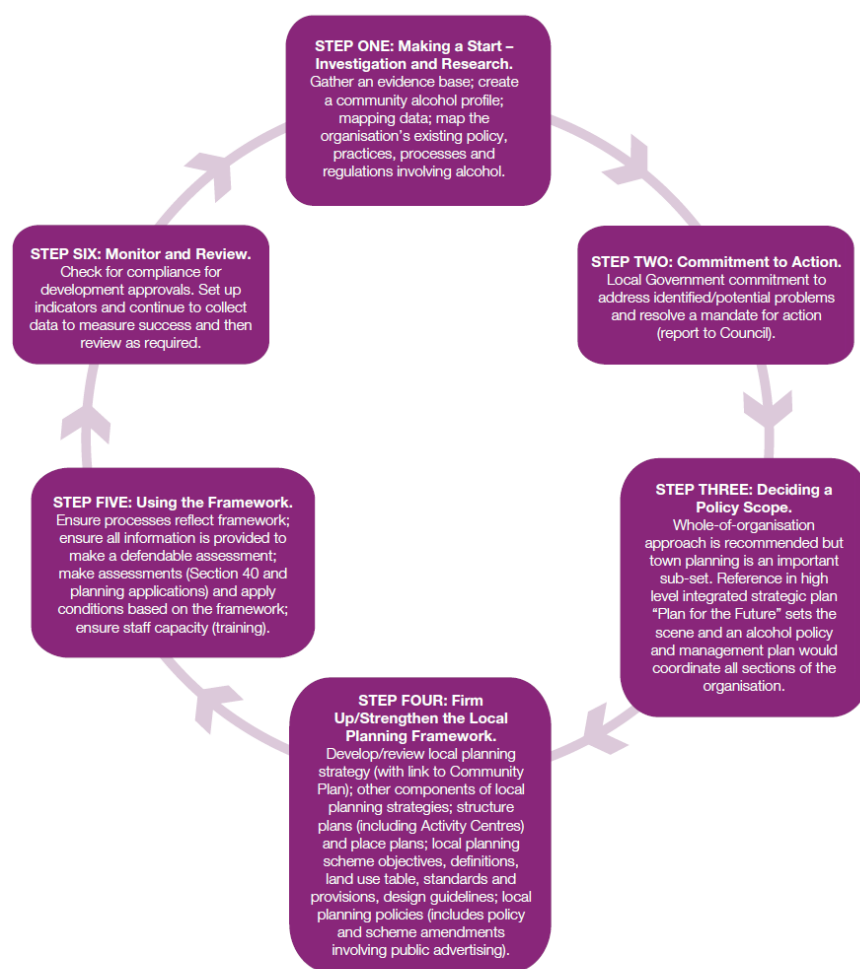 STEP ONE: Making a Start –
Investigation and Research.
Gather an evidence base; create
a community alcohol profile;
mapping data; map the
organisation's existing policy,
practices, processes and
regulations involving alcohol.
STEP TWO: Commitment to Action.
Local Government commitment to
address identified/potential problems
and resolve a mandate for action
(report to Council).
STEP THREE: Deciding a
Policy Scope.
Whole-of-organisation
approach is recommended but
town planning is an important
sub-set. Reference in high
level integrated strategic plan
“Plan for the Future” sets the
scene and an alcohol policy
and management plan would
coordinate all sections of the
organisation.
STEP FOUR: Firm
Up/Strengthen the Local
Planning Framework.
Develop/review local planning
strategy (with link to Community
Plan); other components of local
planning strategies; structure
plans (including Activity Centres)
and place plans; local planning
scheme objectives, definitions,
land use table, standards and
provisions, design guidelines; local
planning policies (includes policy
and scheme amendments
involving public advertising).
STEP FIVE: Using the Framework.
Ensure processes reflect framework;
ensure all information is provided to
make a defendable assessment;
make assessments (Section 40 and
planning applications) and apply
conditions based on the framework;
ensure staff capacity (training).
STEP SIX: Monitor and Review.
Check for compliance for
development approvals. Set up
indicators and continue to collect
data to measure success and then
review as required.